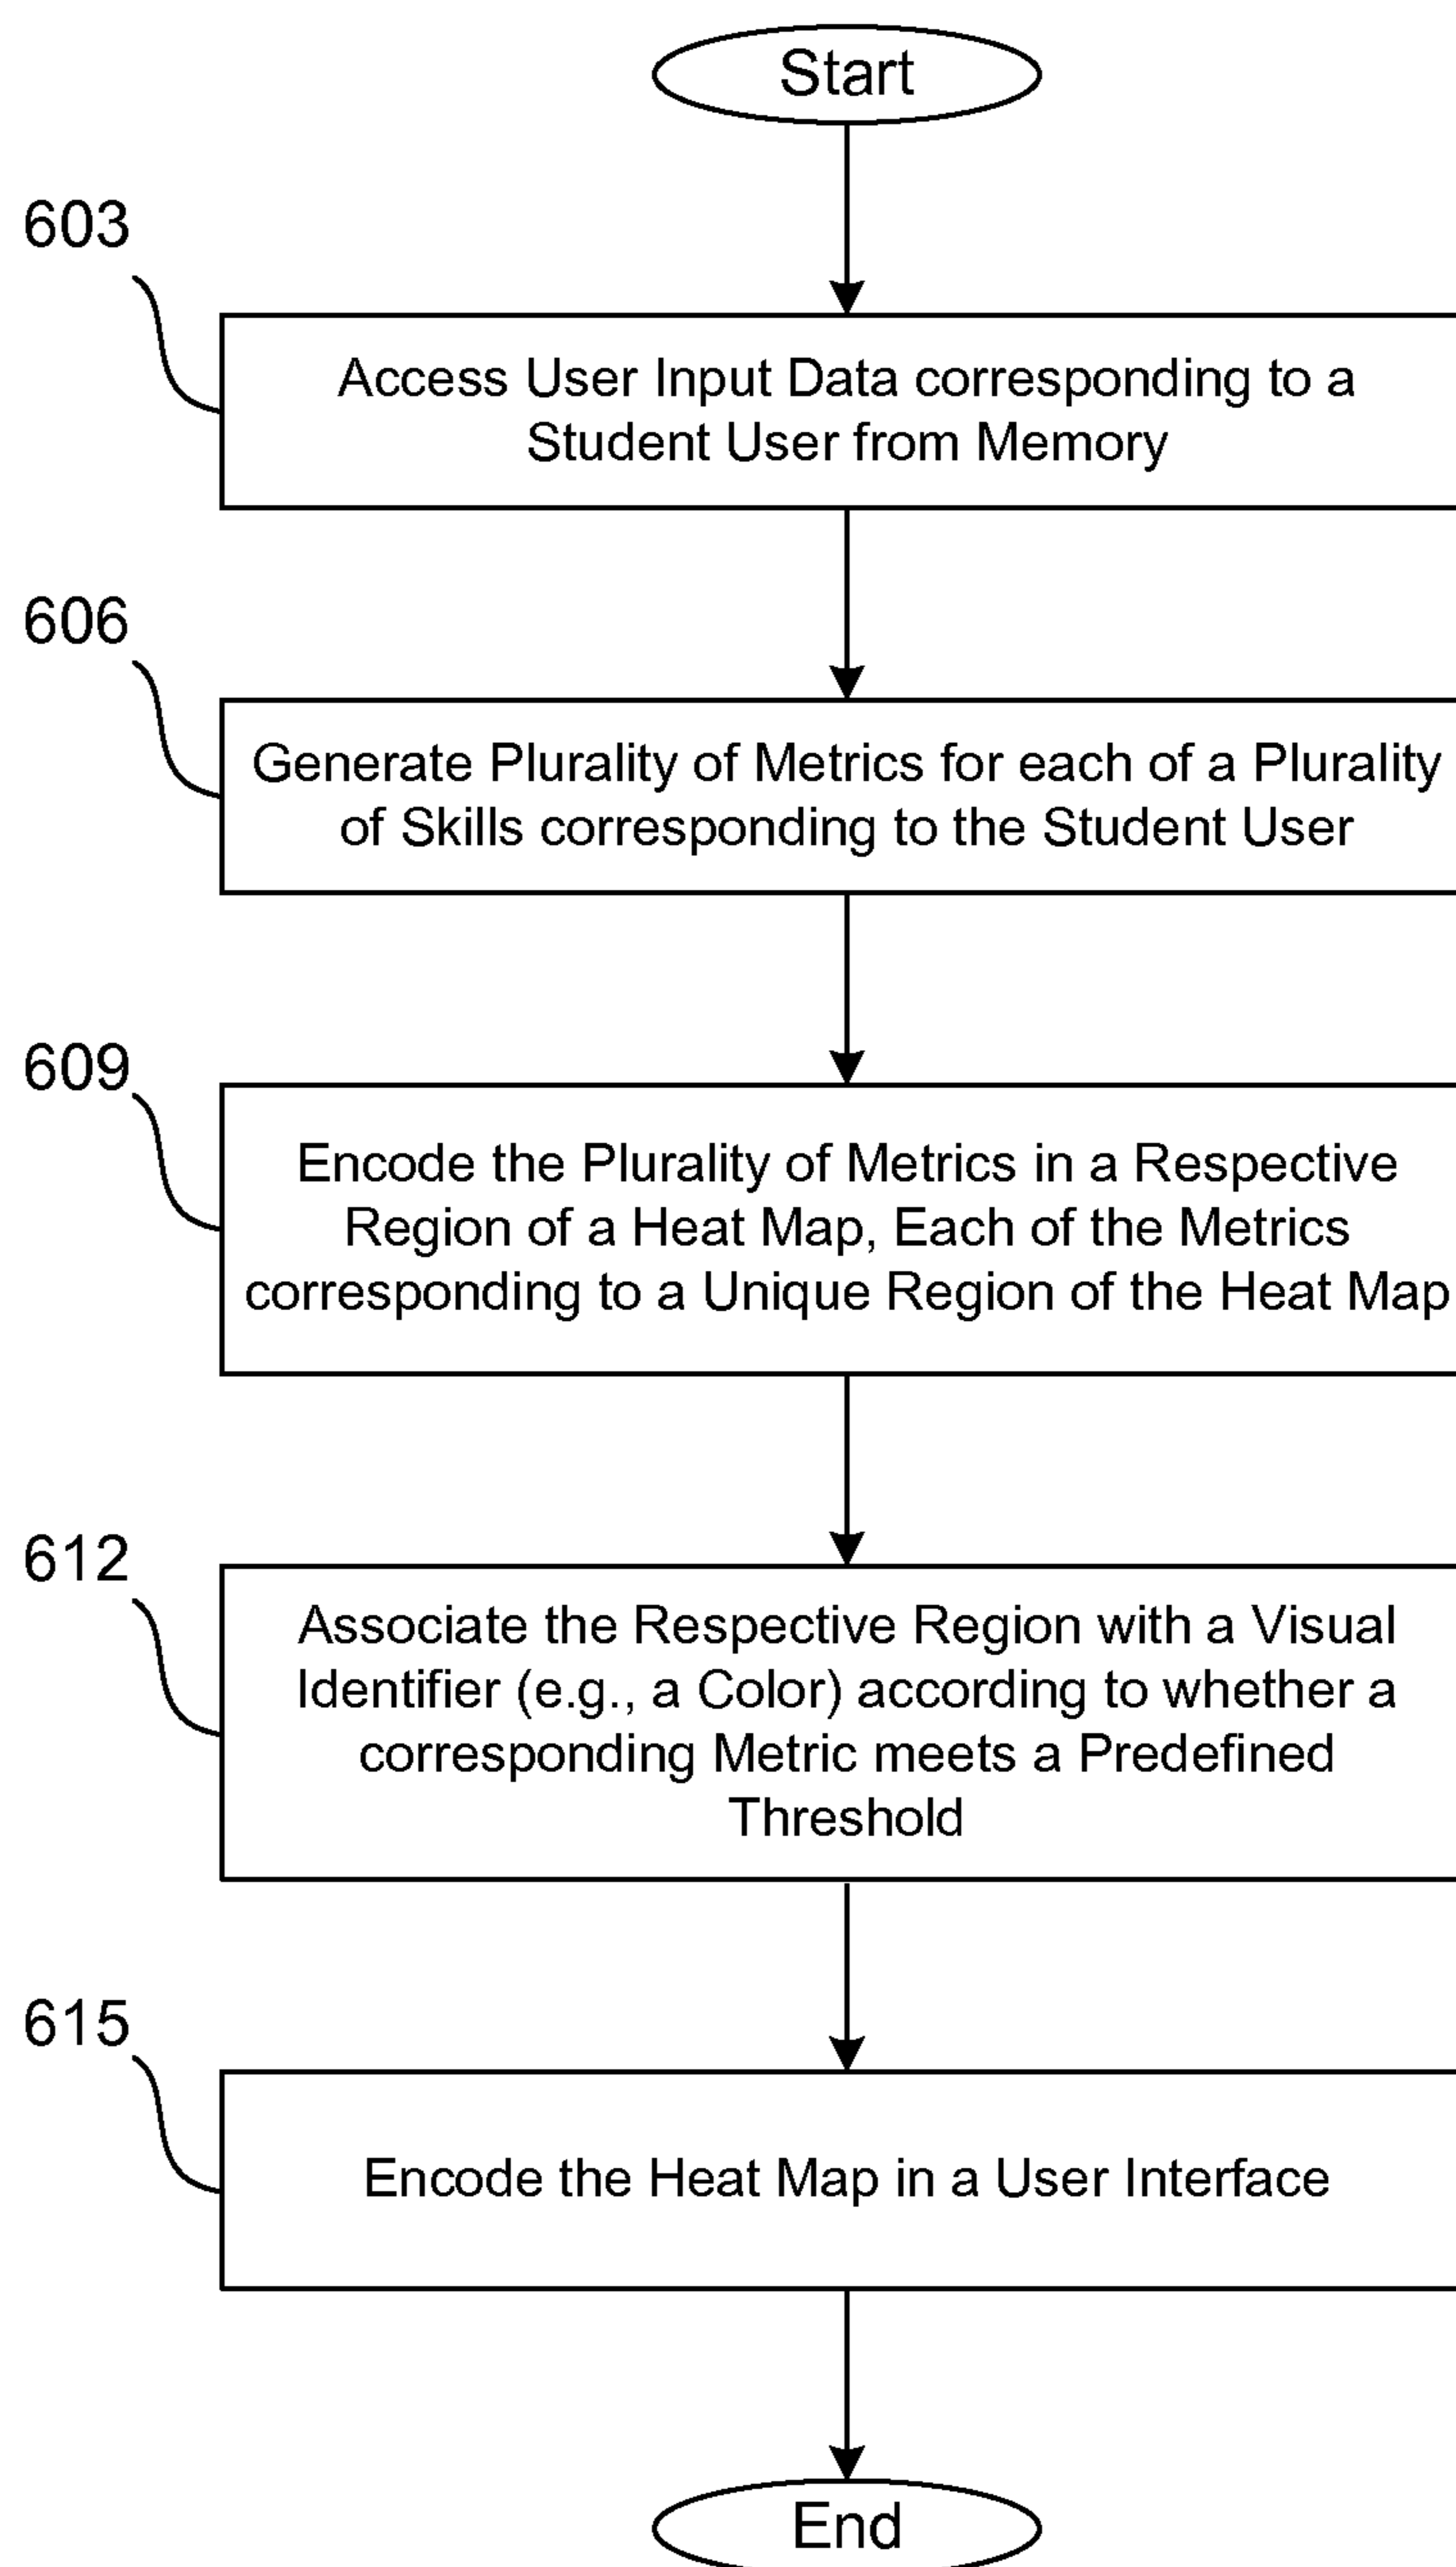 Start
603
Access User Input Data corresponding to a
Student User from Memory
606
Generate Plurality of Metrics for each of a Plurality
of Skills corresponding to the Student User
609
Encode the Plurality of Metrics in a Respective
Region of a Heat Map, Each of the Metrics
corresponding to a Unique Region of the Heat Map
612
Associate the Respective Region with a Visual
Identifier (e.g., a Color) according to whether a
corresponding Metric meets a Predefined
Threshold
615
Encode the Heat Map in a User Interface
End